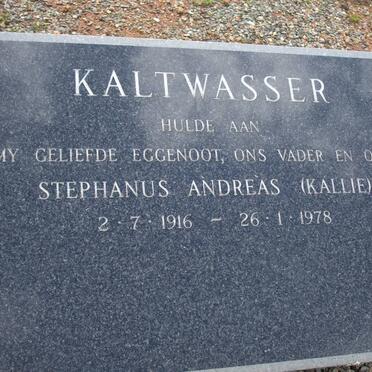 KALTWASSER
HULDE AAN
MY GELIEFDE EGGENOOT, ONS VADER EN
STEPHANUS ANDREAS (KALLIE)
2·7·1916 - 26·1·1978